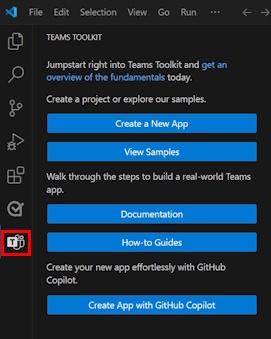 File Edit Selection View Go Run ...
TEAMS TOOLKIT
Jumpstart right into Teams Toolkit and get an
overview of the fundamentals today.
Create a project or explore our samples.
Create a New App
View Samples
Walk through the steps to build a real-world Teams
app.
Documentation
How-to Guides
Create your new app effortlessly with GitHub
Copilot.
Create App with GitHub Copilot
T